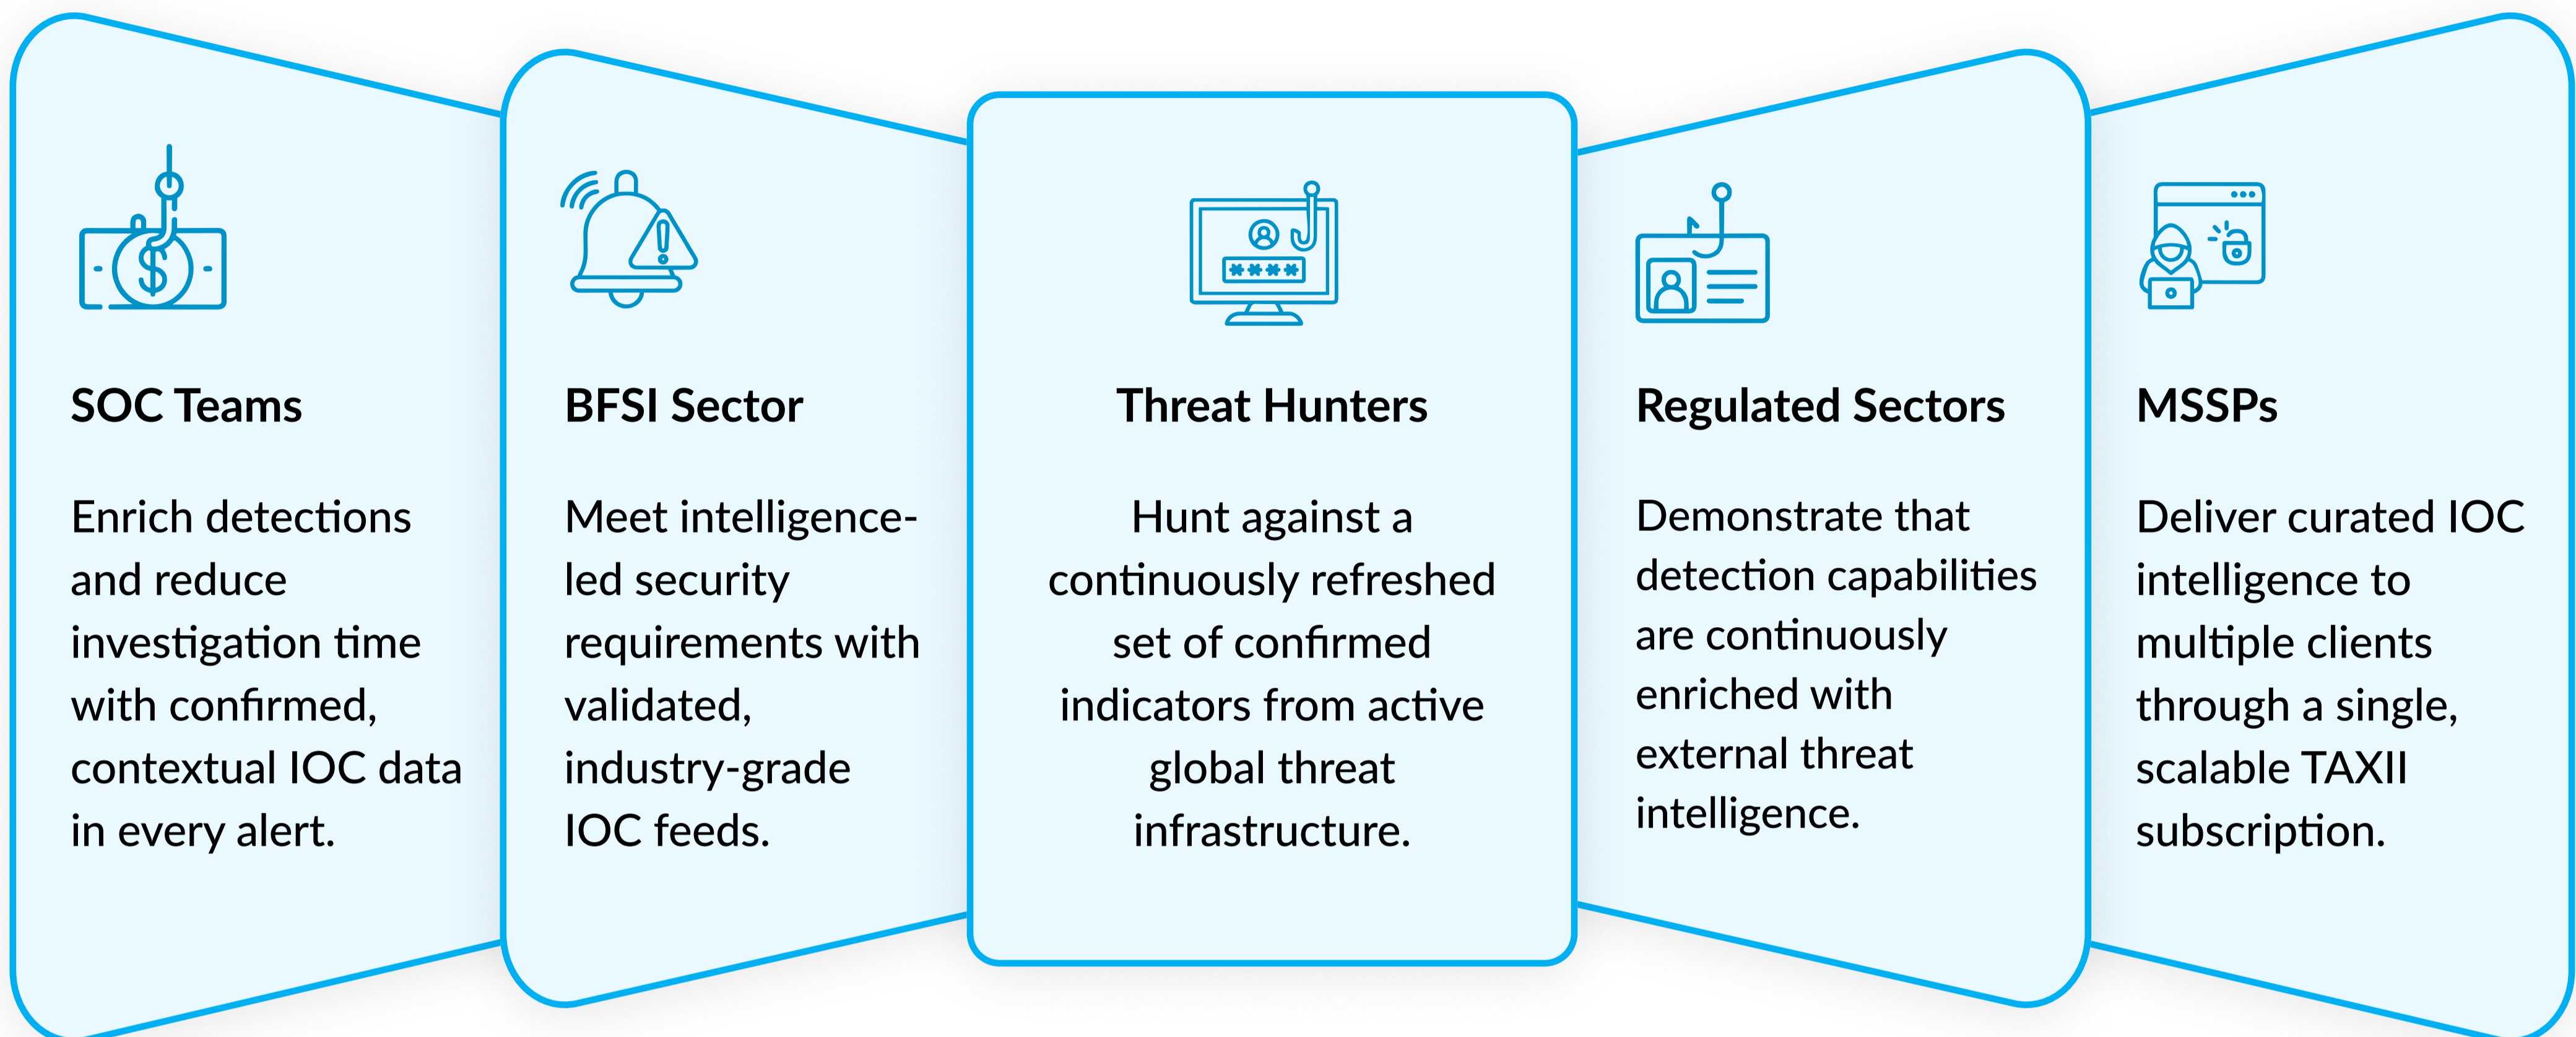 SOC Teams
Enrich detections
and reduce
investigation time
with confirmed,
contextual IOC data
in every alert.
BFSI Sector
Meet intelligence-
led security
requirements with
validated,
industry-grade
IOC feeds.
Threat Hunters
Hunt against a
continuously refreshed
set of confirmed
indicators from active
global threat
infrastructure.
Regulated Sectors
Demonstrate that
detection capabilities
are continuously
enriched with
external threat
intelligence.
MSSPs
Deliver curated IOC
intelligence to
multiple clients
through a single,
scalable TAXII
subscription.